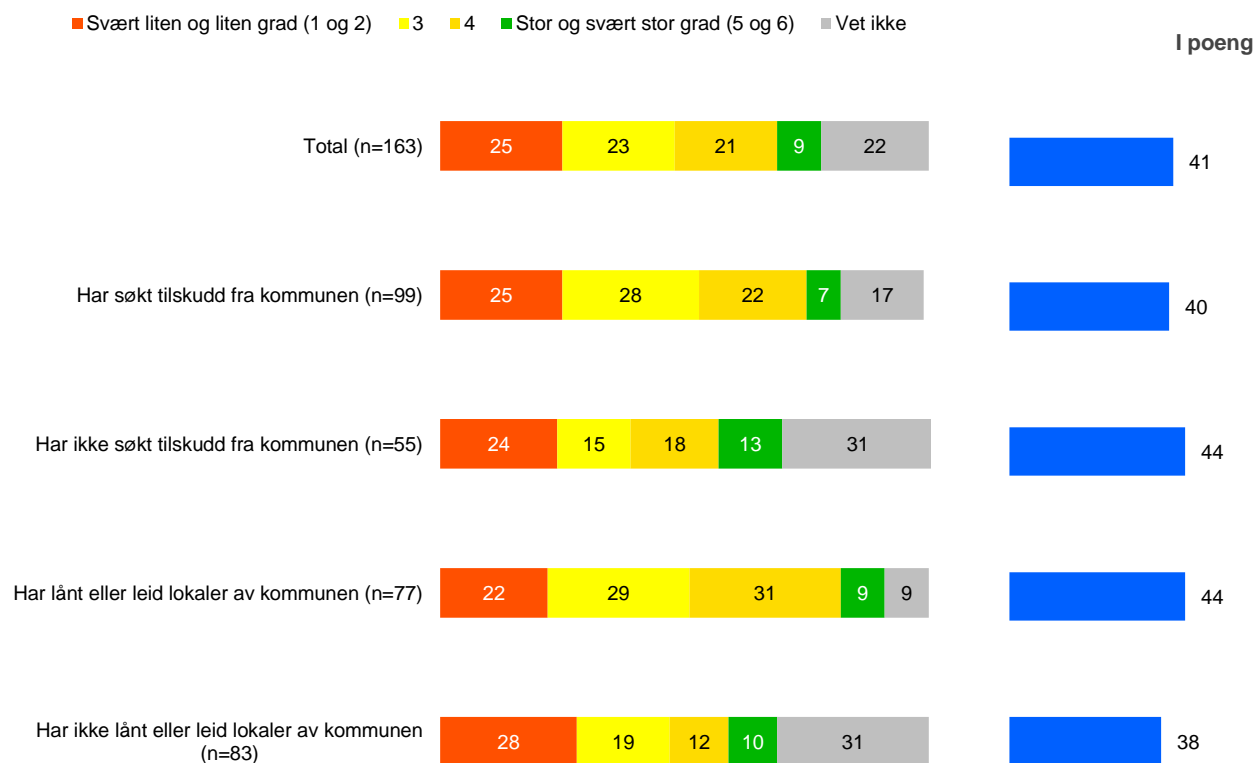 Svært liten og liten grad (1 og 2) 3 4 Stor og svært stor grad (5 og 6) Vet ikke
I poeng
Total (n=163) 25 23 21 9 22 41
Har søkt tilskudd fra kommunen (n=99) 25 28 22 7 17 40
Har ikke søkt tilskudd fra kommunen (n=55) 24 15 18 13 31 44
Har lånt eller leid lokaler av kommunen (n=77) 22 29 31 9 9 44
Har ikke lånt eller leid lokaler av kommunen
(n=83) 28 19 12 10 31 38